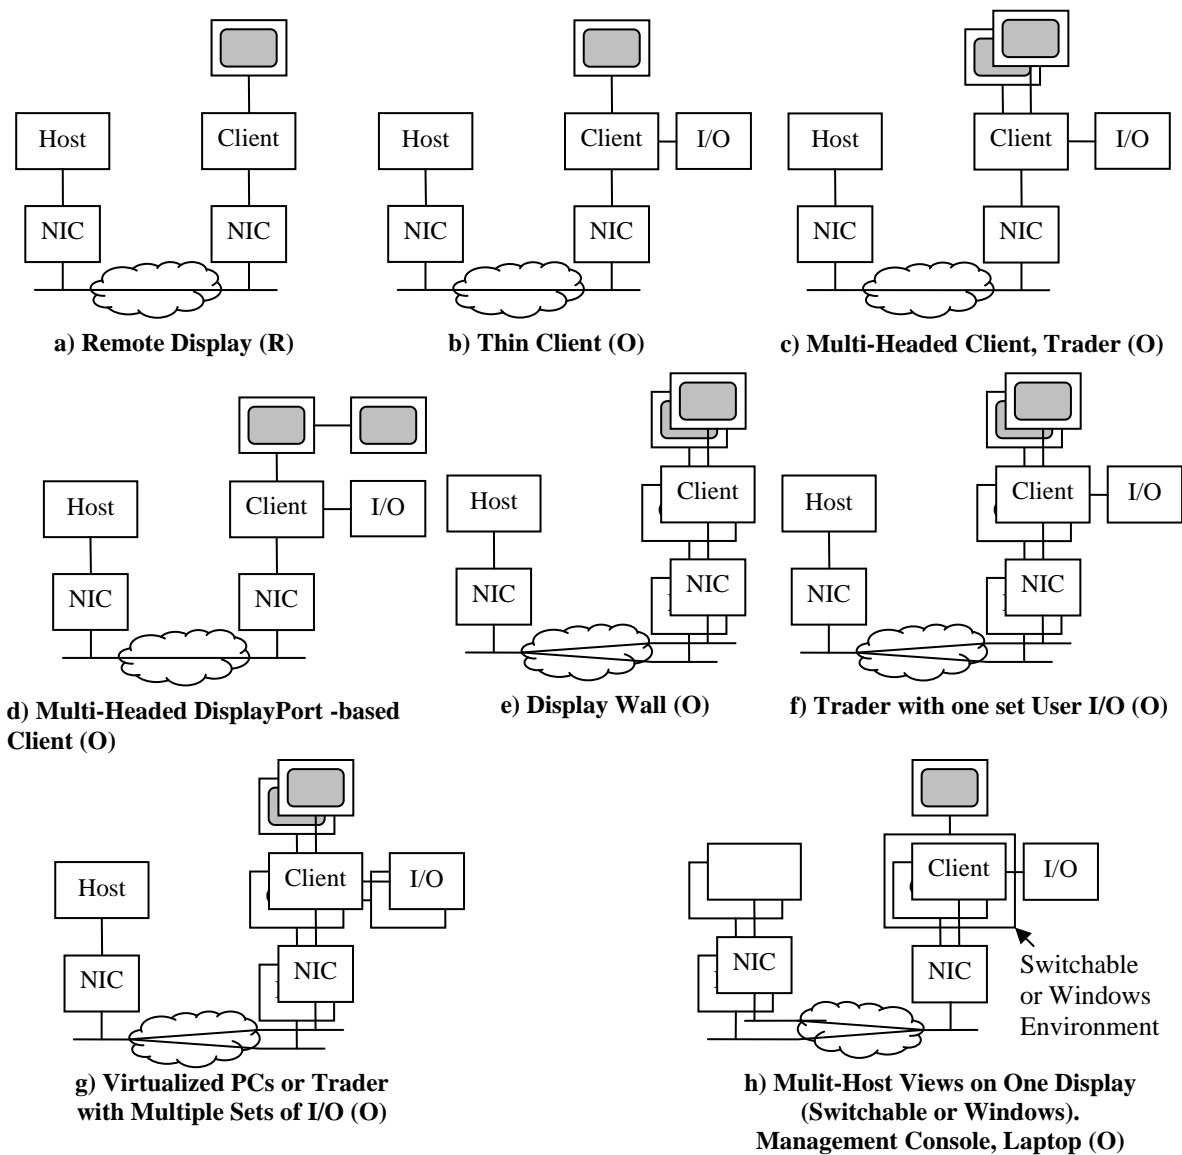 Host
Client
NIC
NIC
a) Remote Display (R)
Host
Client
I/O
NIC
NIC
b) Thin Client (O)
Host
Client
I/O
NIC
NIC
c) Multi-Headed Client, Trader (O)
Host
Client
I/O
NIC
NIC
d) Multi-Headed DisplayPort -based
Client (O)
Host
Client
NIC
NIC
e) Display Wall (O)
Host
Client
I/O
NIC
NIC
f) Trader with one set User I/O (O)
Host
Client
I/O
NIC
NIC
g) Virtualized PCs or Trader
with Multiple Sets of I/O (O)
Client
I/O
NIC
NIC
Switchable
or Windows
Environment
h) Mulit-Host Views on One Display
(Switchable or Windows).
Management Console, Laptop (O)